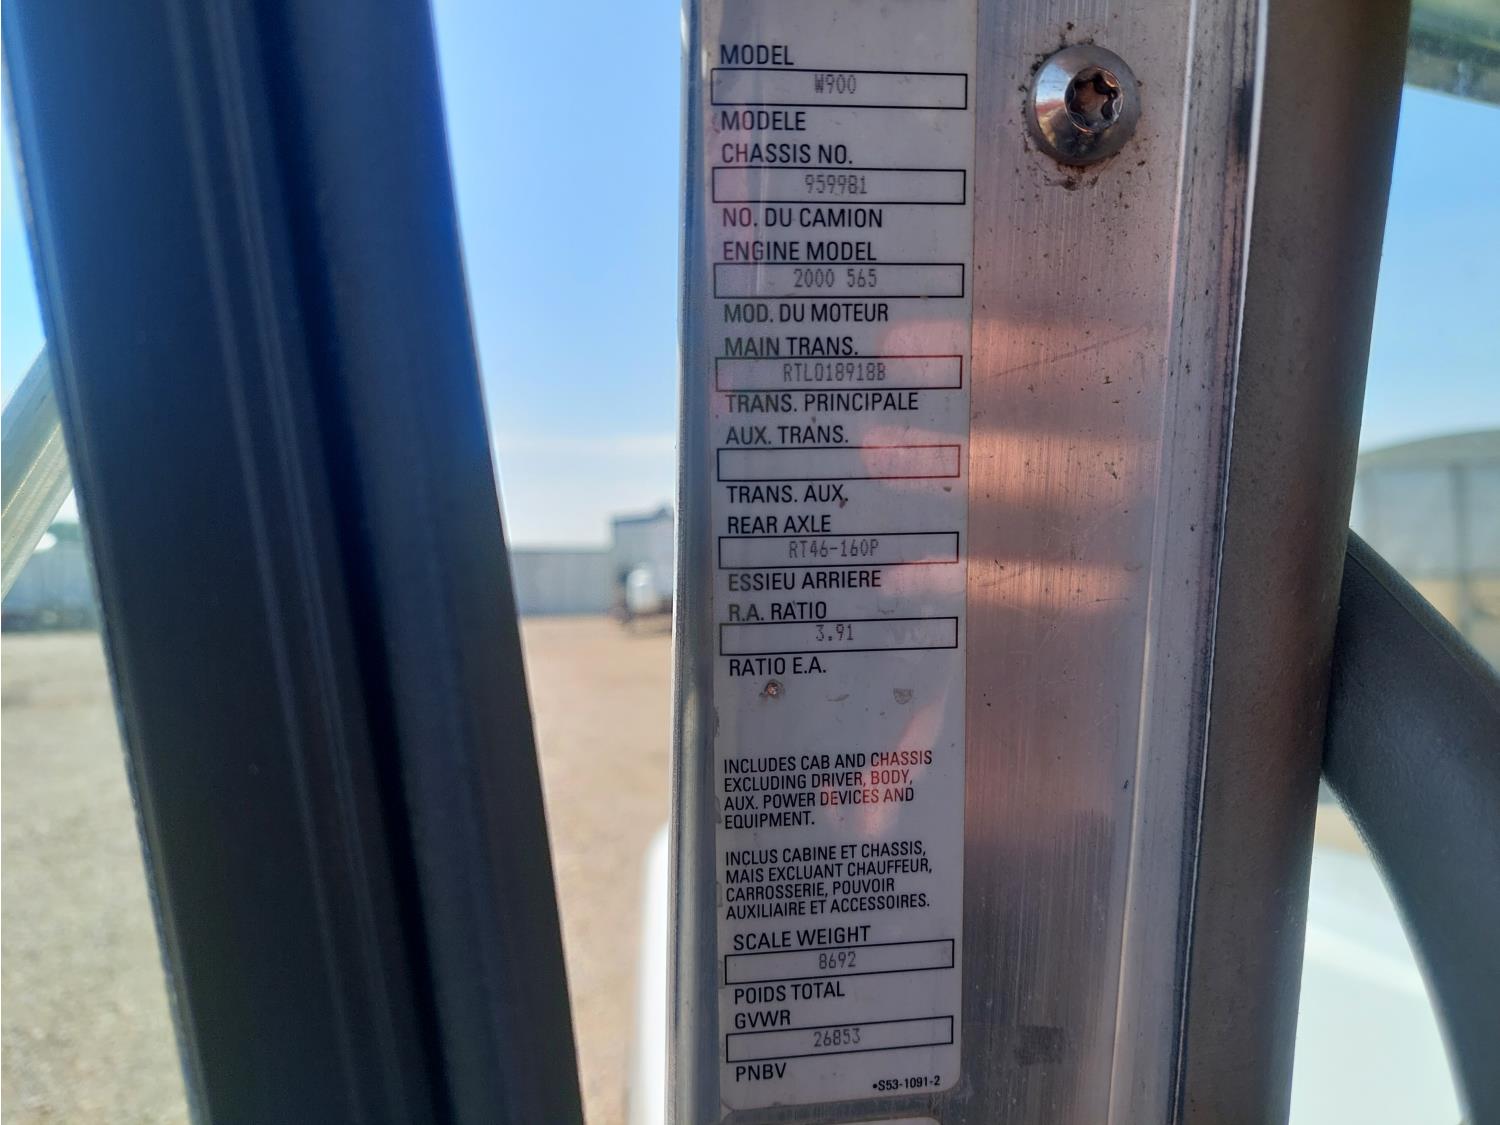 MODEL
W900
MODELE
CHASSIS NO.
959981
NO. DU CAMION
ENGINE MODEL
2000 565
MOD. DU MOTEUR
MAIN TRANS.
RTLO18918B
TRANS. PRINCIPALE
AUX. TRANS.
TRANS. AUX.
REAR AXLE
RT46-160P
ESSIEU ARRIERE
R.A. RATIO
3.91
RATIO E.A.
INCLUDES CAB AND CHASSIS
EXCLUDING DRIVER, BODY,
AUX. POWER DEVICES AND
EQUIPMENT.
INCLUS CABINE ET CHASSIS,
MAIS EXCLUANT CHAUFFEUR,
CARROSSERIE, POUVOIR
AUXILIAIRE ET ACCESSOIRES.
SCALE WEIGHT
8692
POIDS TOTAL
GVWR
26853
PNBV
•S53-1091-2